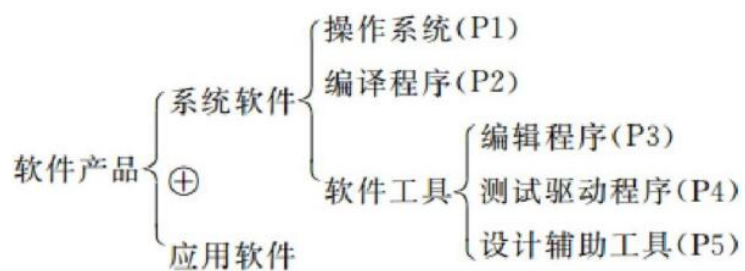 操作系统(P1)
系统软件
编译程序(P2)
编辑程序(P3)
软件产品
⊕
软件工具
测试驱动程序(P4)
应用软件
设计辅助工具(P5)